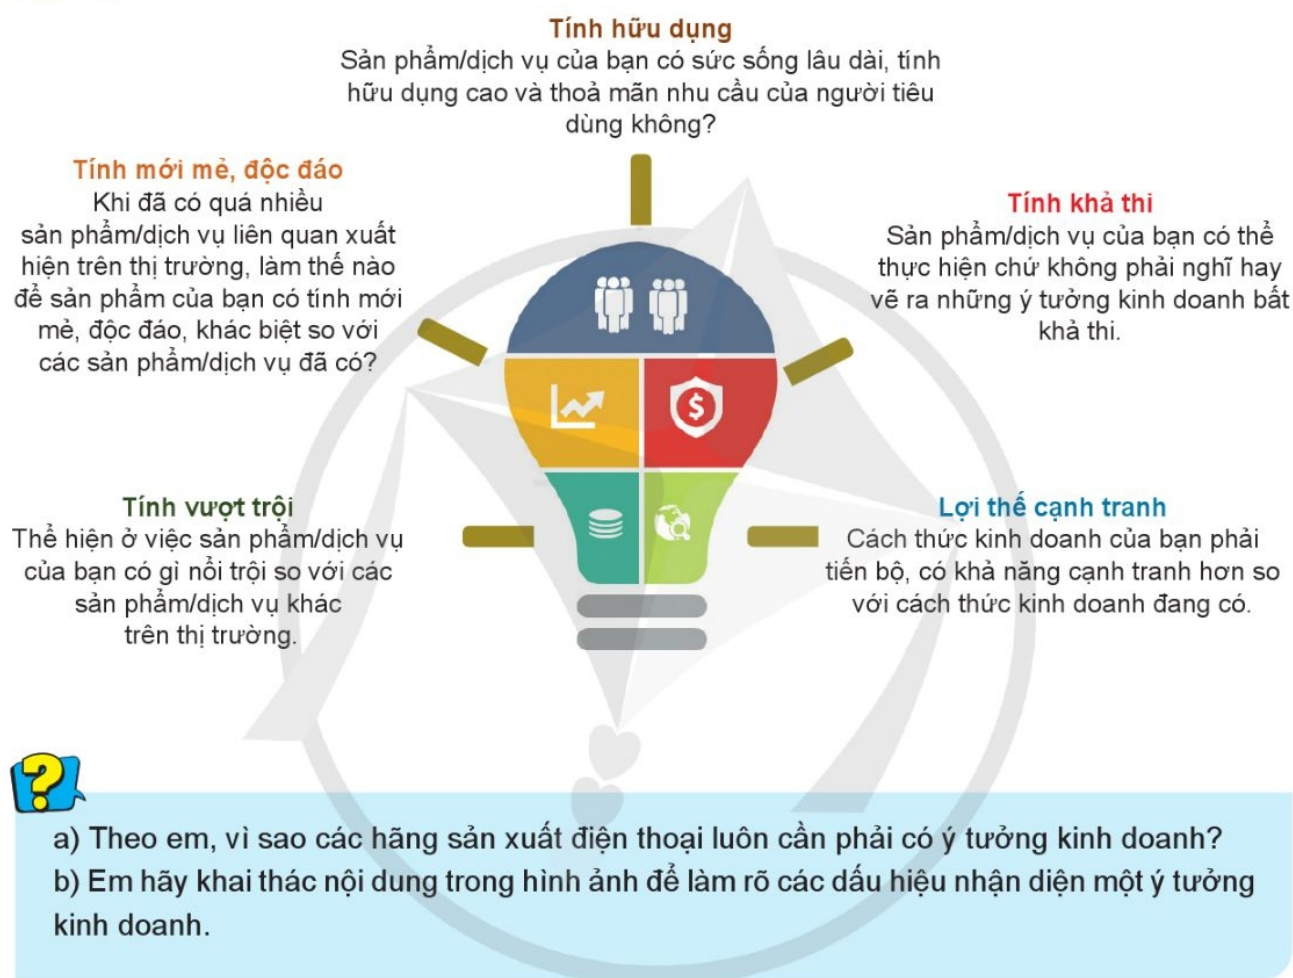 Tính hữu dụng
Sản phẩm/dịch vụ của bạn có sức sống lâu dài, tính
hữu dụng cao và thoả mãn nhu cầu của người tiêu
dùng không?
Tính mới mẻ, độc đáo
Khi đã có quá nhiều
sản phẩm/dịch vụ liên quan xuất
hiện trên thị trường, làm thế nào
để sản phẩm của bạn có tính mới
mẻ, độc đáo, khác biệt so với
các sản phẩm/dịch vụ đã có?
Tính khả thi
Sản phẩm/dịch vụ của bạn có thể
thực hiện chứ không phải nghĩ hay
vẽ ra những ý tưởng kinh doanh bất
khả thi.
Tính vượt trội
Thể hiện ở việc sản phẩm/dịch vụ
của bạn có gì nổi trội so với các
sản phẩm/dịch vụ khác
trên thị trường.
Lợi thế cạnh tranh
Cách thức kinh doanh của bạn phải
tiến bộ, có khả năng cạnh tranh hơn so
với cách thức kinh doanh đang có.
$
?
a) Theo em, vì sao các hãng sản xuất điện thoại luôn cần phải có ý tưởng kinh doanh?
b) Em hãy khai thác nội dung trong hình ảnh để làm rõ các dấu hiệu nhận diện một ý tưởng
kinh doanh.